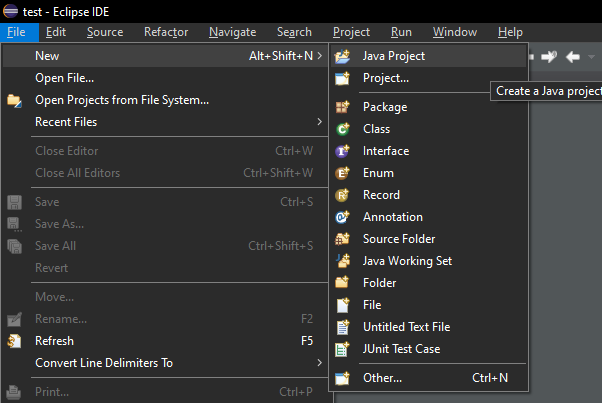 test - Eclipse IDE
File Edit Source Refactor Navigate Search Project Run Window Help
New Alt+Shift+N >
Open File...
Open Projects from File System...
Recent Files >
Close Editor Ctrl+W
Close All Editors Ctrl+Shift+W
Save Ctrl+S
Save As...
Save All Ctrl+Shift+S
Revert
Move...
Rename... F2
Refresh F5
Convert Line Delimiters To >
Print... Ctrl+P
Java Project
Project...
Create a Java project
Package
Class
Interface
Enum
Record
Annotation
Source Folder
Java Working Set
Folder
File
Untitled Text File
JUnit Test Case
Other... Ctrl+N